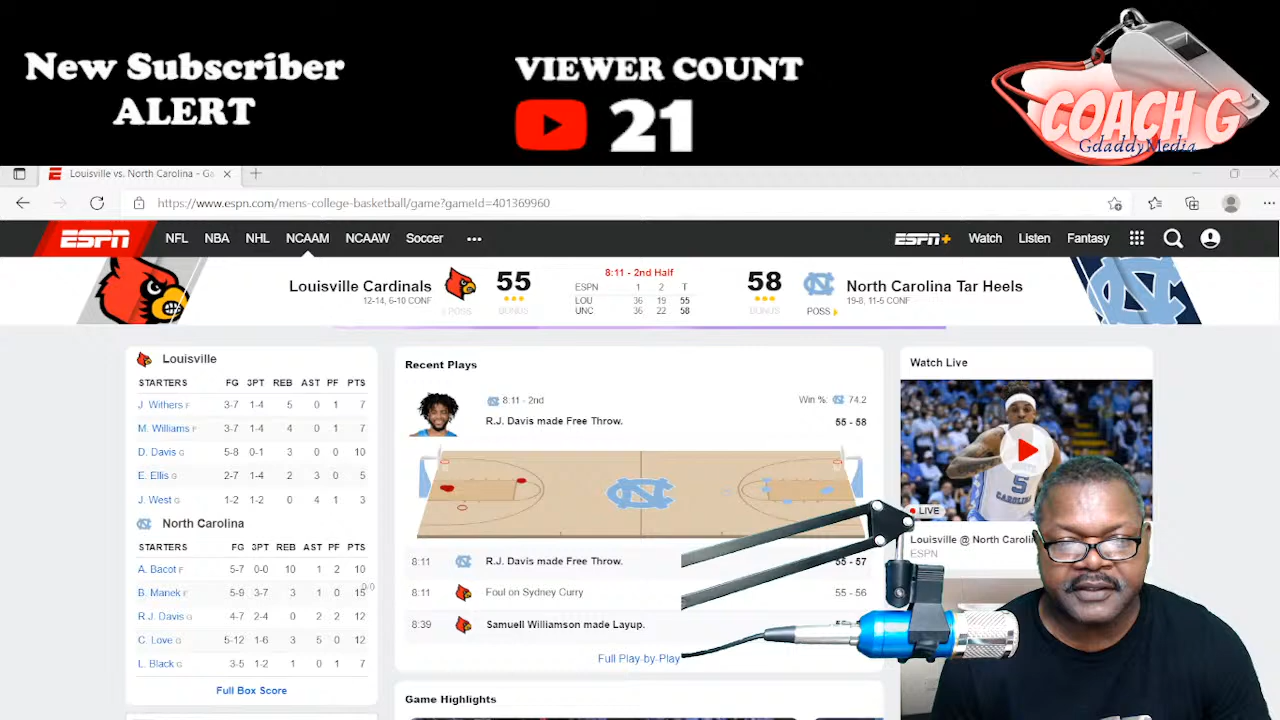 New Subscriber
ALERT
VIEWER COUNT
21
COACH G
GdaddyMedia
Louisville vs. North Carolina - Ga
https://www.espn.com/mens-college-basketball/game?gameId=401369960
ESPN NFL NBA NHL NCAAM NCAAW Soccer ... ESPN+ Watch Listen Fantasy
Louisville Cardinals
12-14, 6-10 CONF
POSS
55
BONUS
8:11 - 2nd Half
ESPN 1 2 T
LOU 36 19 55
UNC 36 22 58
58
BONUS
POSS
North Carolina Tar Heels
19-8, 11-5 CONF
Louisville
STARTERS FG 3PT REB AST PF PTS
J Withers F 3-7 1-4 5 0 1 7
M. Williams F 3-7 1-4 4 0 1 7
D. Davis G 5-8 0-1 3 0 0 10
E. Ellis G 2-7 1-4 2 3 0 5
J. West G 1-2 1-2 0 4 1 3
North Carolina
STARTERS FG 3PT REB AST PF PTS
A. Bacot F 5-7 0-0 10 1 2 10
B. Manek F 5-9 3-7 3 1 0 15
R.J. Davis G 4-7 2-4 0 2 2 12
C. Love G 5-12 1-6 3 5 0 12
L. Black G 3-5 1-2 1 0 1 7
Full Box Score
Recent Plays
8:11 - 2nd Win %: 74.2
R.J. Davis made Free Throw. 55 - 58
8:11 R.J. Davis made Free Throw. 55 - 57
8:11 Foul on Sydney Curry 55 - 56
8:39 Samuell Williamson made Layup.
Full Play-by-Play
Game Highlights
Watch Live
5
LIVE
Louisville @ North Carolin
ESPN